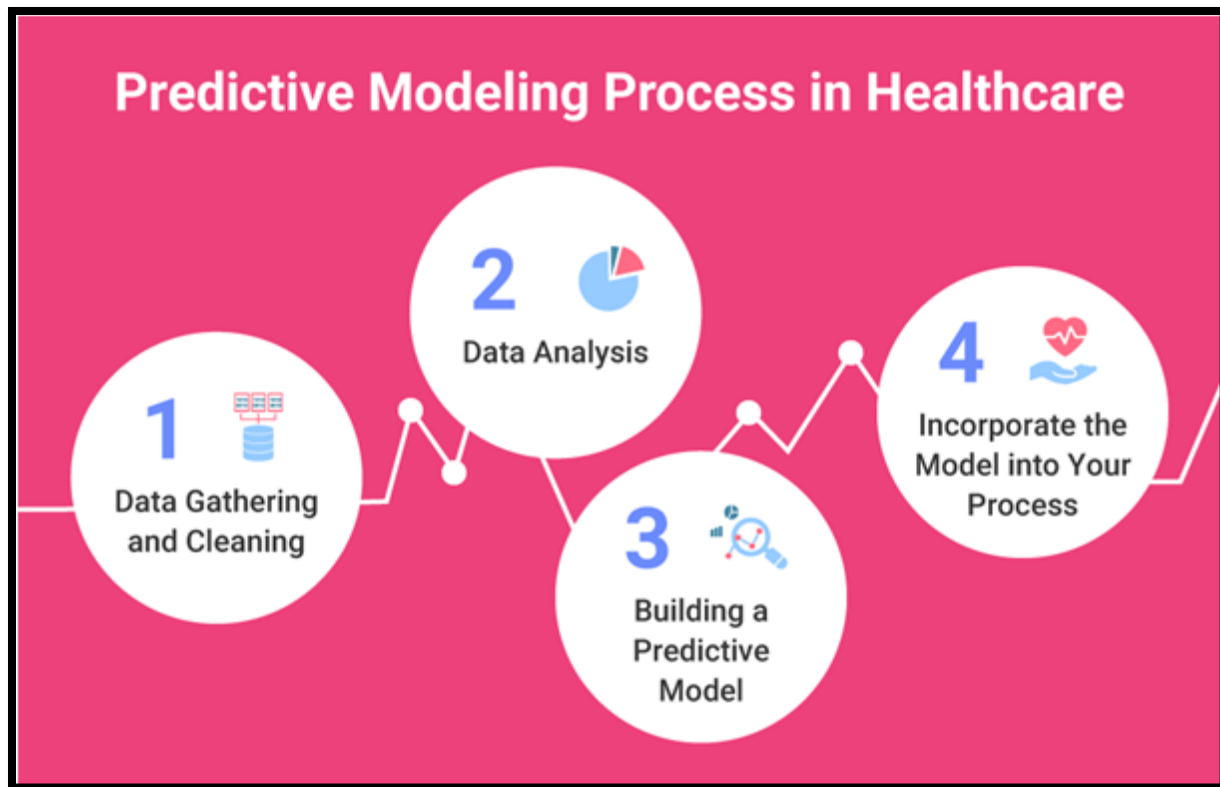 Predictive Modeling Process in Healthcare
1
Data Gathering
and Cleaning
2
Data Analysis
3
Building a
Predictive
Model
4
Incorporate the
Model into Your
Process